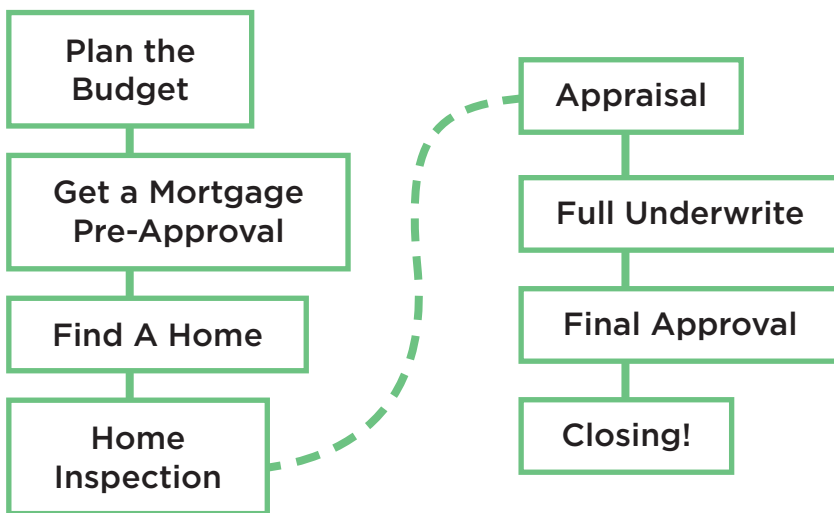 Plan the
Budget
Get a Mortgage
Pre-Approval
Find A Home
Home
Inspection
Appraisal
Full Underwrite
Final Approval
Closing!